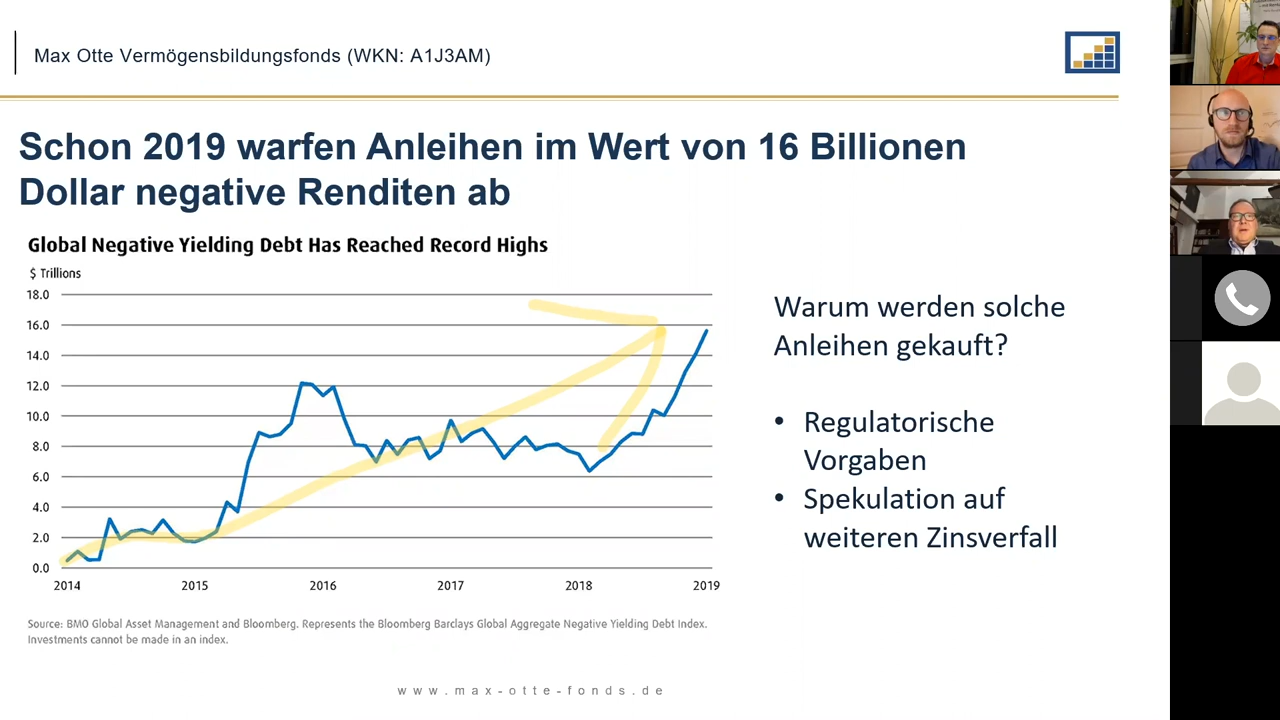 Max Otte Vermögensbildungsfonds (WKN: A1J3AM)
Schon 2019 warfen Anleihen im Wert von 16 Billionen
Dollar negative Renditen ab
Global Negative Yielding Debt Has Reached Record Highs
$ Trillions
18.0
16.0
14.0
12.0
10.0
8.0
6.0
4.0
2.0
0.0
2014 2015 2016 2017 2018 2019
Source: BMO Global Asset Management and Bloomberg. Represents the Bloomberg Barclays Global Aggregate Negative Yielding Debt Index.
Investments cannot be made in an index.
Warum werden solche
Anleihen gekauft?
• Regulatorische
Vorgaben
• Spekulation auf
weiteren Zinsverfall
www.max-otte-fonds.de